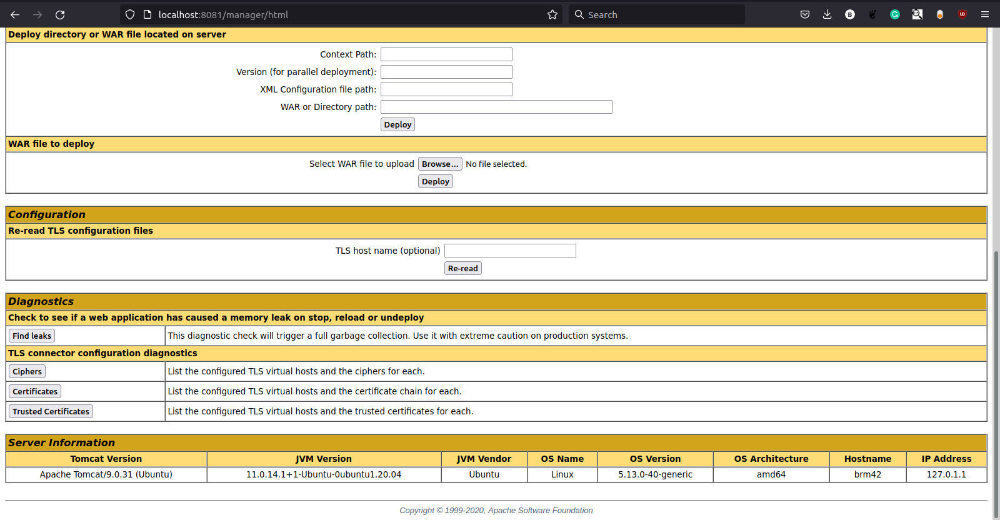 localhost:8081/manager/html
Search
Deploy directory or WAR file located on server
Context Path:
Version (for parallel deployment):
XML Configuration file path:
WAR or Directory path:
Deploy
WAR file to deploy
Select WAR file to upload Browse... No file selected.
Deploy
Configuration
Re-read TLS configuration files
TLS host name (optional)
Re-read
Diagnostics
Check to see if a web application has caused a memory leak on stop, reload or undeploy
Find leaks This diagnostic check will trigger a full garbage collection. Use it with extreme caution on production systems.
TLS connector configuration diagnostics
Ciphers List the configured TLS virtual hosts and the ciphers for each.
Certificates List the configured TLS virtual hosts and the certificate chain for each.
Trusted Certificates List the configured TLS virtual hosts and the trusted certificates for each.
Server Information
Tomcat Version JVM Version JVM Vendor OS Name OS Version OS Architecture Hostname IP Address
Apache Tomcat/9.0.31 (Ubuntu) 11.0.14.1+1-Ubuntu-0ubuntu1.20.04 Ubuntu Linux 5.13.0-40-generic amd64 brm42 127.0.1.1
Copyright © 1999-2020, Apache Software Foundation